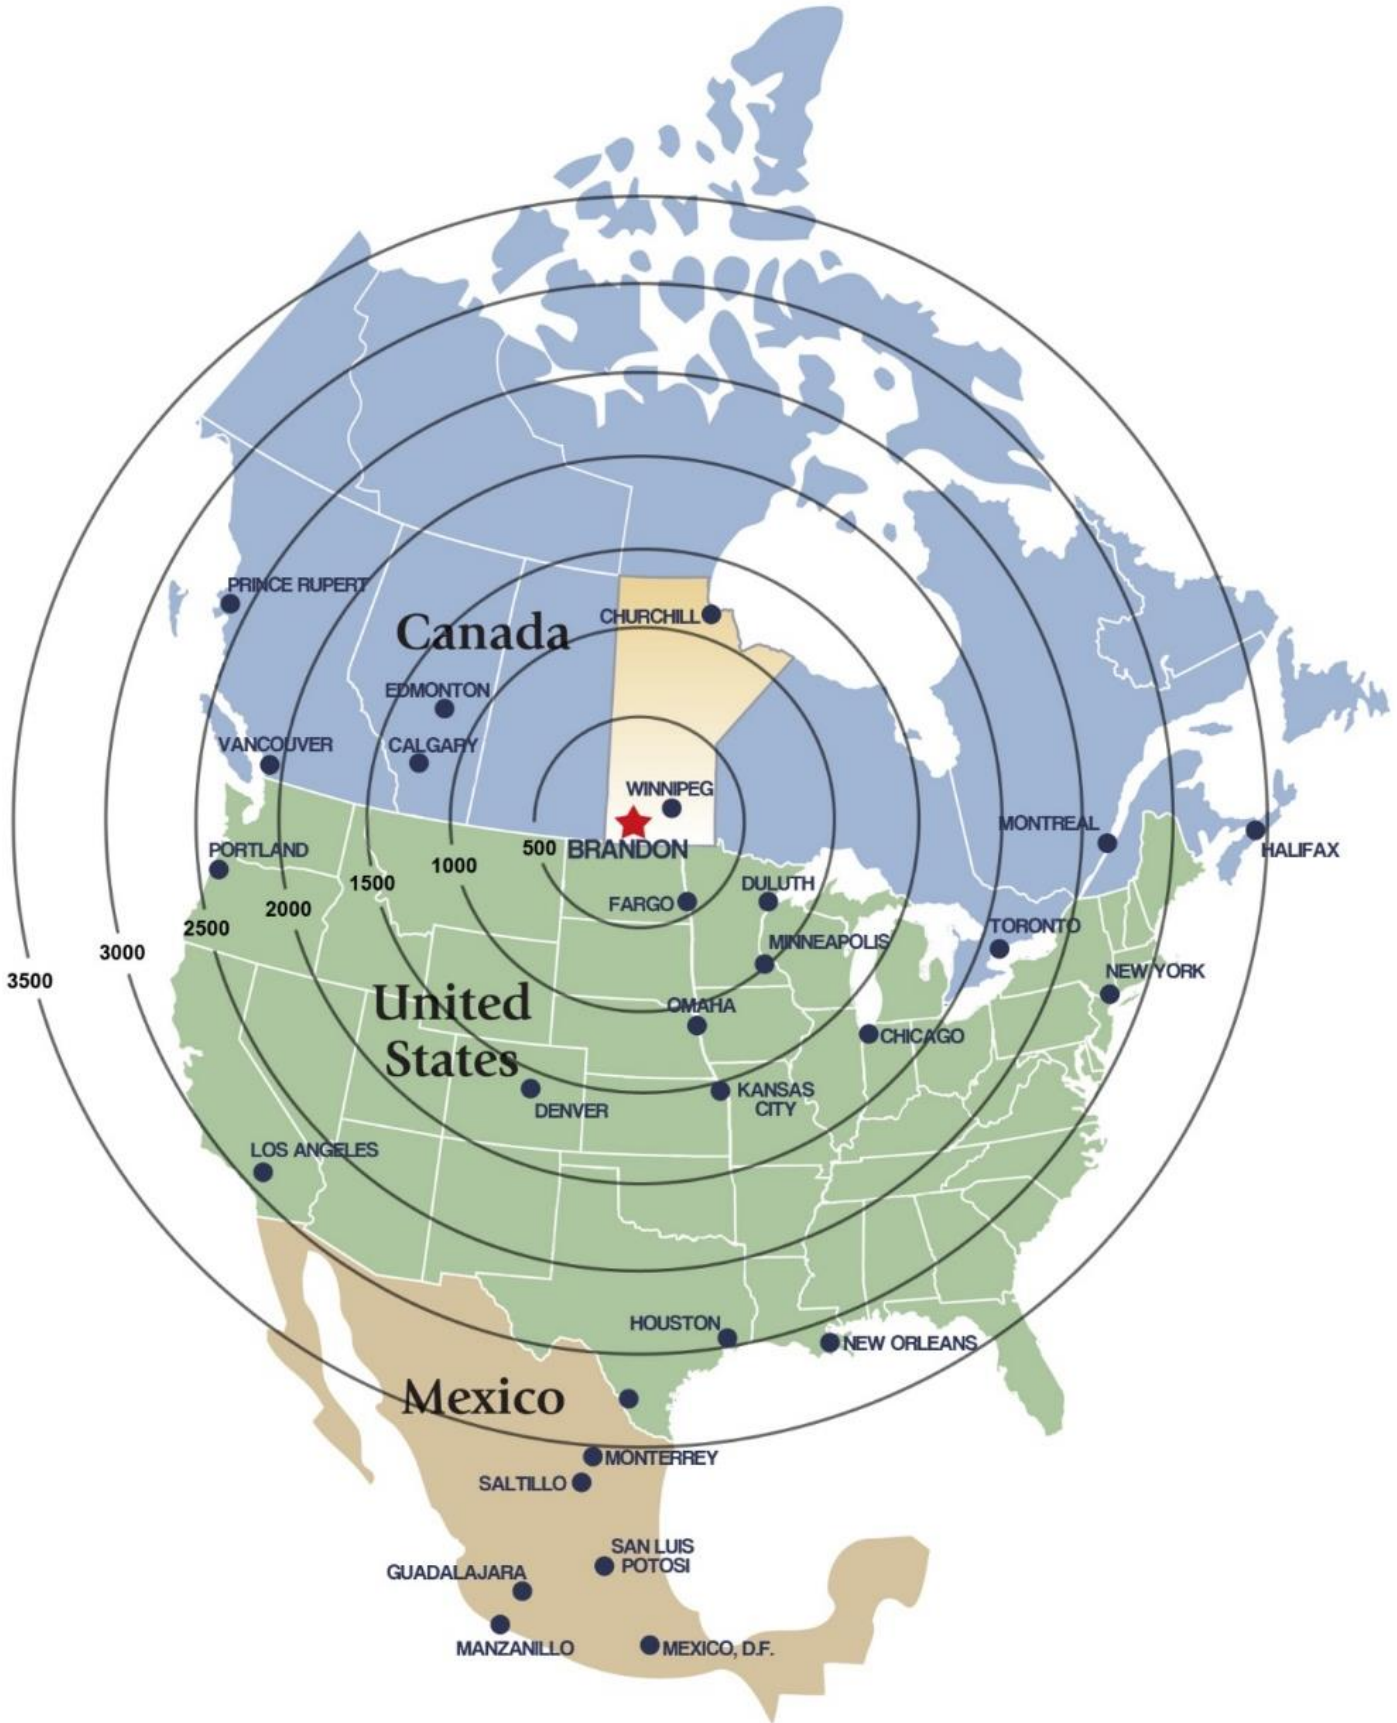 PRINCE RUPERT
CHURCHILL
Canada
EDMONTON
VANCOUVER
CALGARY
WINNIPEG
MONTREAL
500
BRANDON
PORTLAND
HALIFAX
1000
1500
DULUTH
FARGO
2000
2500
TORONTO
MINNEAPOLIS
3000
NEW YORK
3500
United
States
OMAHA
CHICAGO
KANSAS
CITY
DENVER
LOS ANGELES
HOUSTON
NEW ORLEANS
Mexico
MONTERREY
SALTILLO
SAN LUIS
POTOSI
GUADALAJARA
MANZANILLO
MEXICO, D.F.